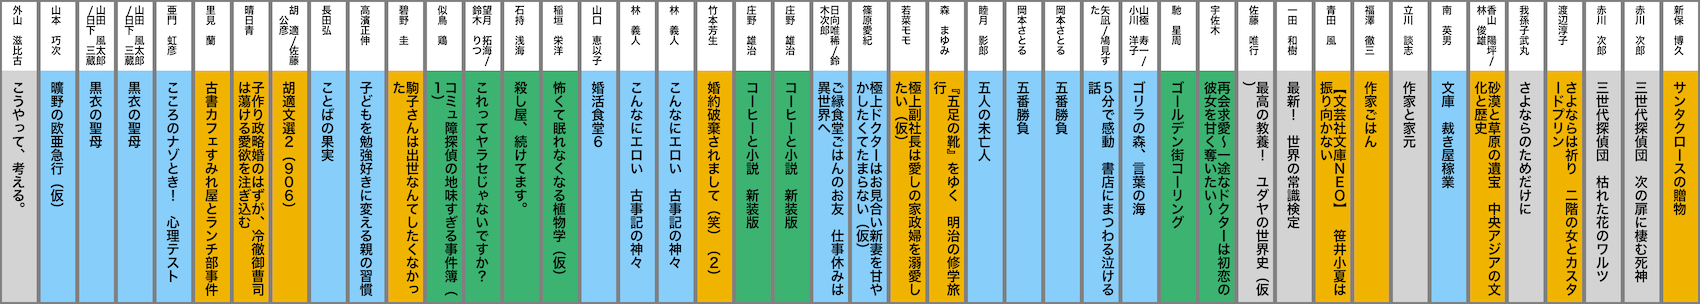 新保　博久
サンタクロースの贈物
赤川　次郎
三世代探偵団　次の扉に棲む死神
赤川　次郎
三世代探偵団　枯れた花のワルツ
渡辺淳子
さよならは祈り　二階の女とカスタ
ードプリン
我孫子武丸
さよならのためだけに
香山　陽坪/
林　俊雄
砂漠と草原の遺宝　中央アジアの文
化と歴史
南　英男
文庫　裁き屋稼業
立川　談志
作家と家元
福澤　徹三
作家ごはん
青田　風
【文芸社文庫ＮＥＯ】　笹井小夏は
振り向かない
一田　和樹
最新！　世界の常識検定
佐藤　唯行
最高の教養！　ユダヤの世界史（仮
）
宇佐木
再会求愛〜一途なドクターは初恋の
彼女を甘く奪いたい〜
馳　星周
ゴールデン街コーリング
山極　寿一/
小川　洋子
ゴリラの森、言葉の海
矢凪/鳩見す
た
５分で感動　書店にまつわる泣ける
話
岡本さとる
五番勝負
岡本さとる
五番勝負
睦月　影郎
五人の未亡人
森　まゆみ
『五足の靴』をゆく　明治の修学旅
行
若菜モモ
極上副社長は愛しの家政婦を溺愛し
たい（仮）
篠原愛紀
極上ドクターはお見合い新妻を甘や
かしたくてたまらない（仮）
日向唯稀/鈴
木次郎
ご縁食堂ごはんのお友　仕事休みは
異世界へ
庄野　雄治
コーヒーと小説　新装版
庄野　雄治
コーヒーと小説　新装版
竹本芳生
婚約破棄されまして（笑）（２）
林　義人
こんなにエロい　古事記の神々
林　義人
こんなにエロい　古事記の神々
山口　恵以子
婚活食堂６
稲垣　栄洋
怖くて眠れなくなる植物学（仮）
石持　浅海
殺し屋、続けてます。
望月　拓海/
鈴木　りつ
これってヤラセじゃないですか？
似鳥　鶏
コミュ障探偵の地味すぎる事件簿（
１）
碧野　圭
駒子さんは出世なんてしたくなかっ
た
高濱正伸
子どもを勉強好きに変える親の習慣
長田弘
ことばの果実
胡　適/佐藤
公彦
胡適文選２（９０６）
晴日青
子作り政略婚のはずが、冷徹御曹司
は蕩ける愛欲を注ぎ込む
里見　蘭
古書カフェすみれ屋とランチ部事件
亜門　虹彦
こころのナゾとき！　心理テスト
山田　風太郎
/日下　三蔵
黒衣の聖母
山田　風太郎
/日下　三蔵
黒衣の聖母
山本　巧次
曠野の欧亜急行（仮）
外山　滋比古
こうやって、考える。